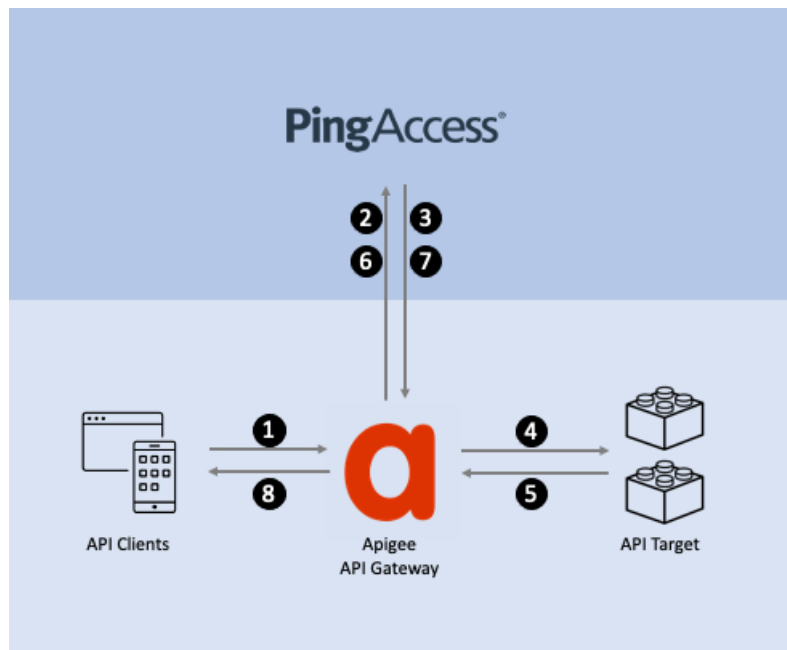 PingAccess®
2 3
6 7
1 4
8 5
API Clients
Apigee
API Gateway
API Target